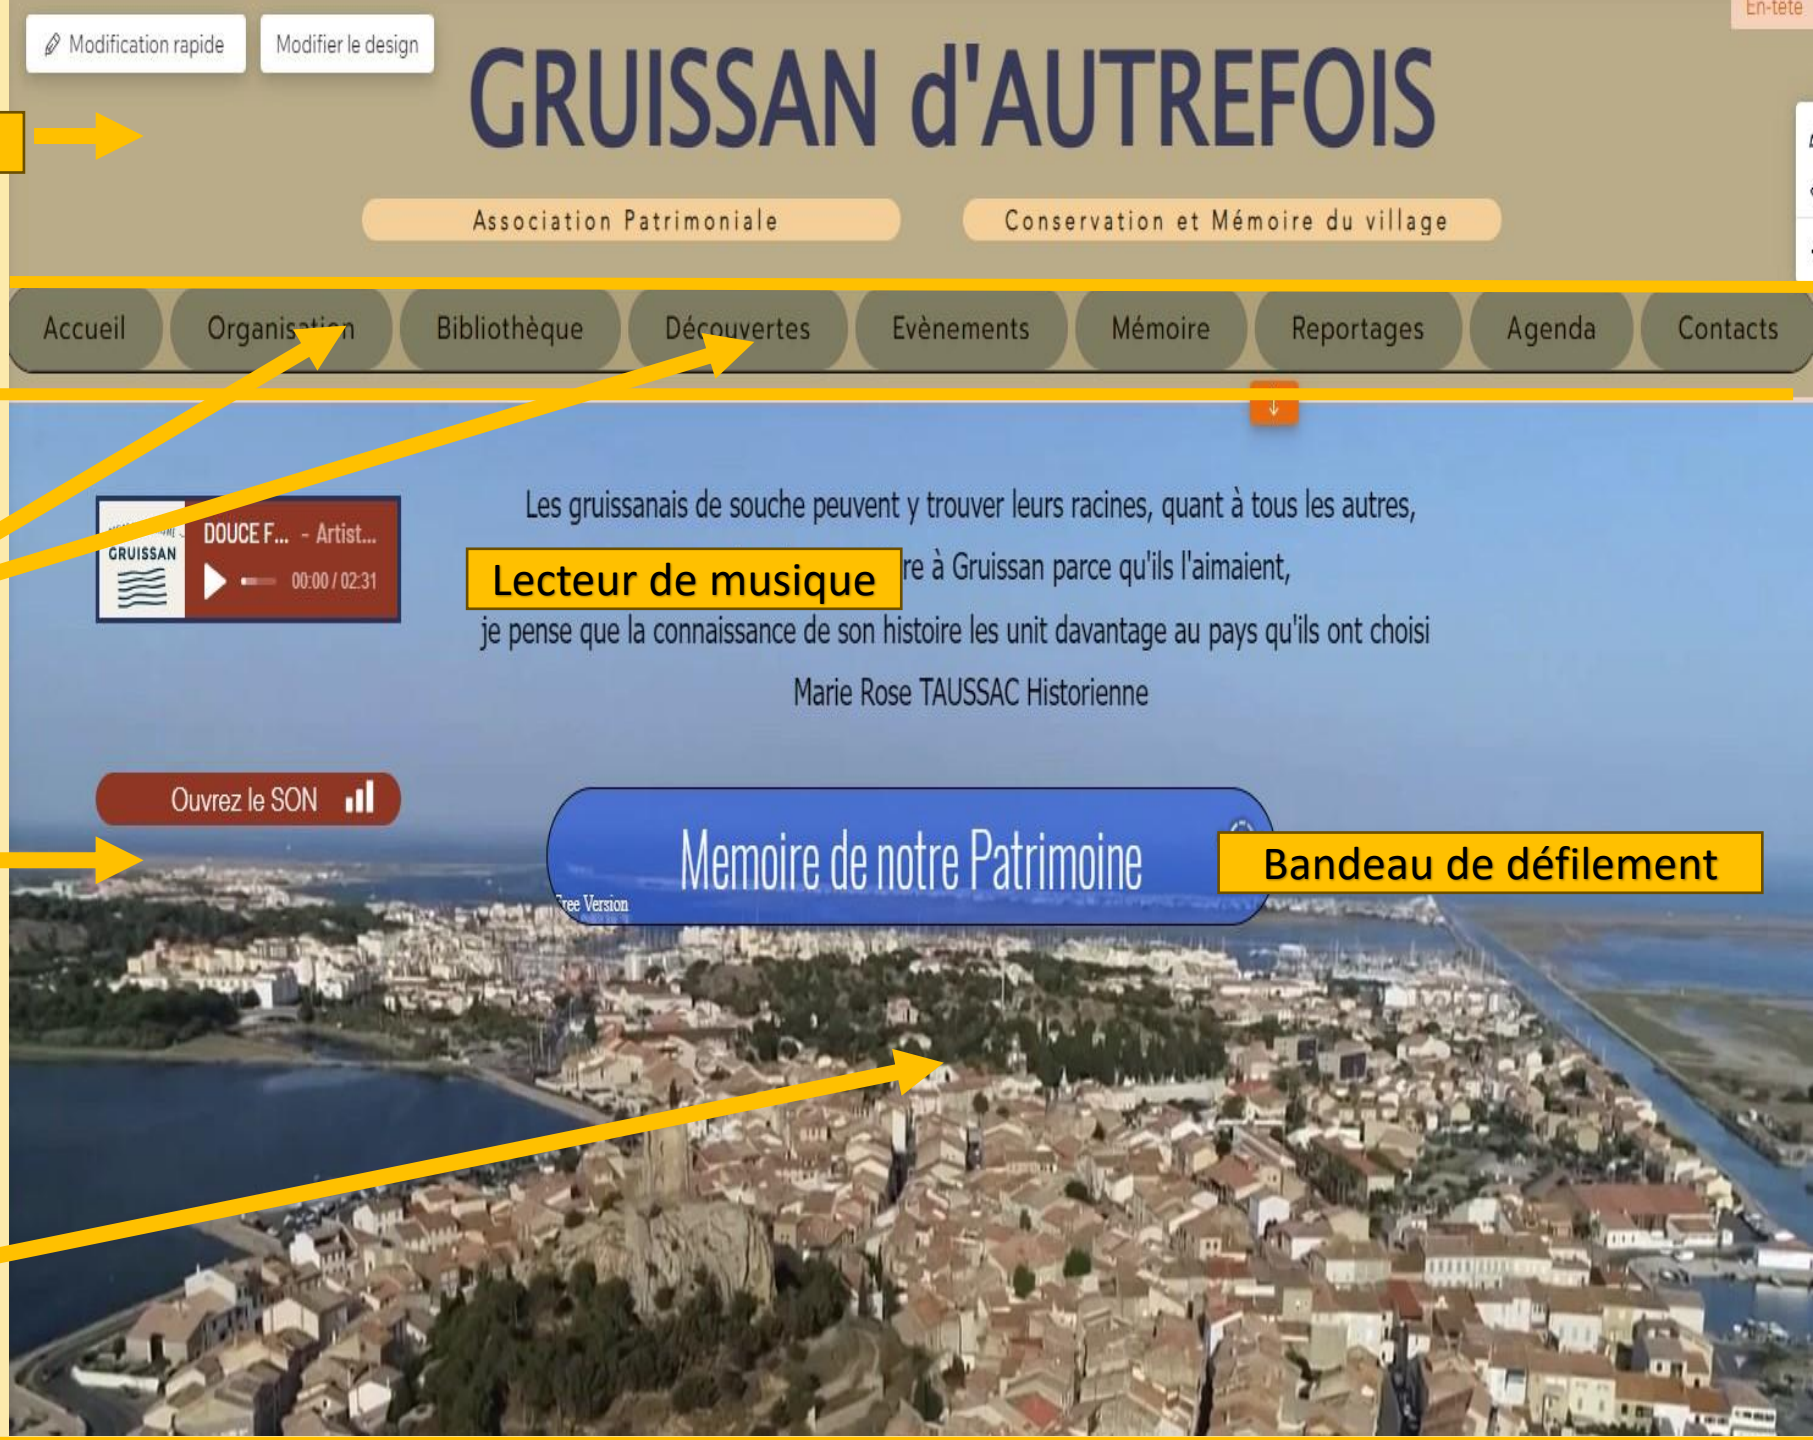 En-tete
Modification rapide
Modifier le design
GRUISSAN d'AUTREFOIS
Association Patrimoniale
Conservation et Mémoire du village
Accueil
Organisation
Bibliothèque
Découvertes
Evènements
Mémoire
Reportages
Agenda
Contacts
Les gruissanais de souche peuvent y trouver leurs racines, quant à tous les autres,
DOUCE F... - Artist...
GRUISSAN
00:00 / 02:31
Lecteur de musique
re à Gruissan parce qu'ils l'aimaient,
je pense que la connaissance de son histoire les unit davantage au pays qu'ils ont choisi
Marie Rose TAUSSAC Historienne
Ouvrez le SON
Memoire de notre Patrimoine
Free Version
Bandeau de défilement